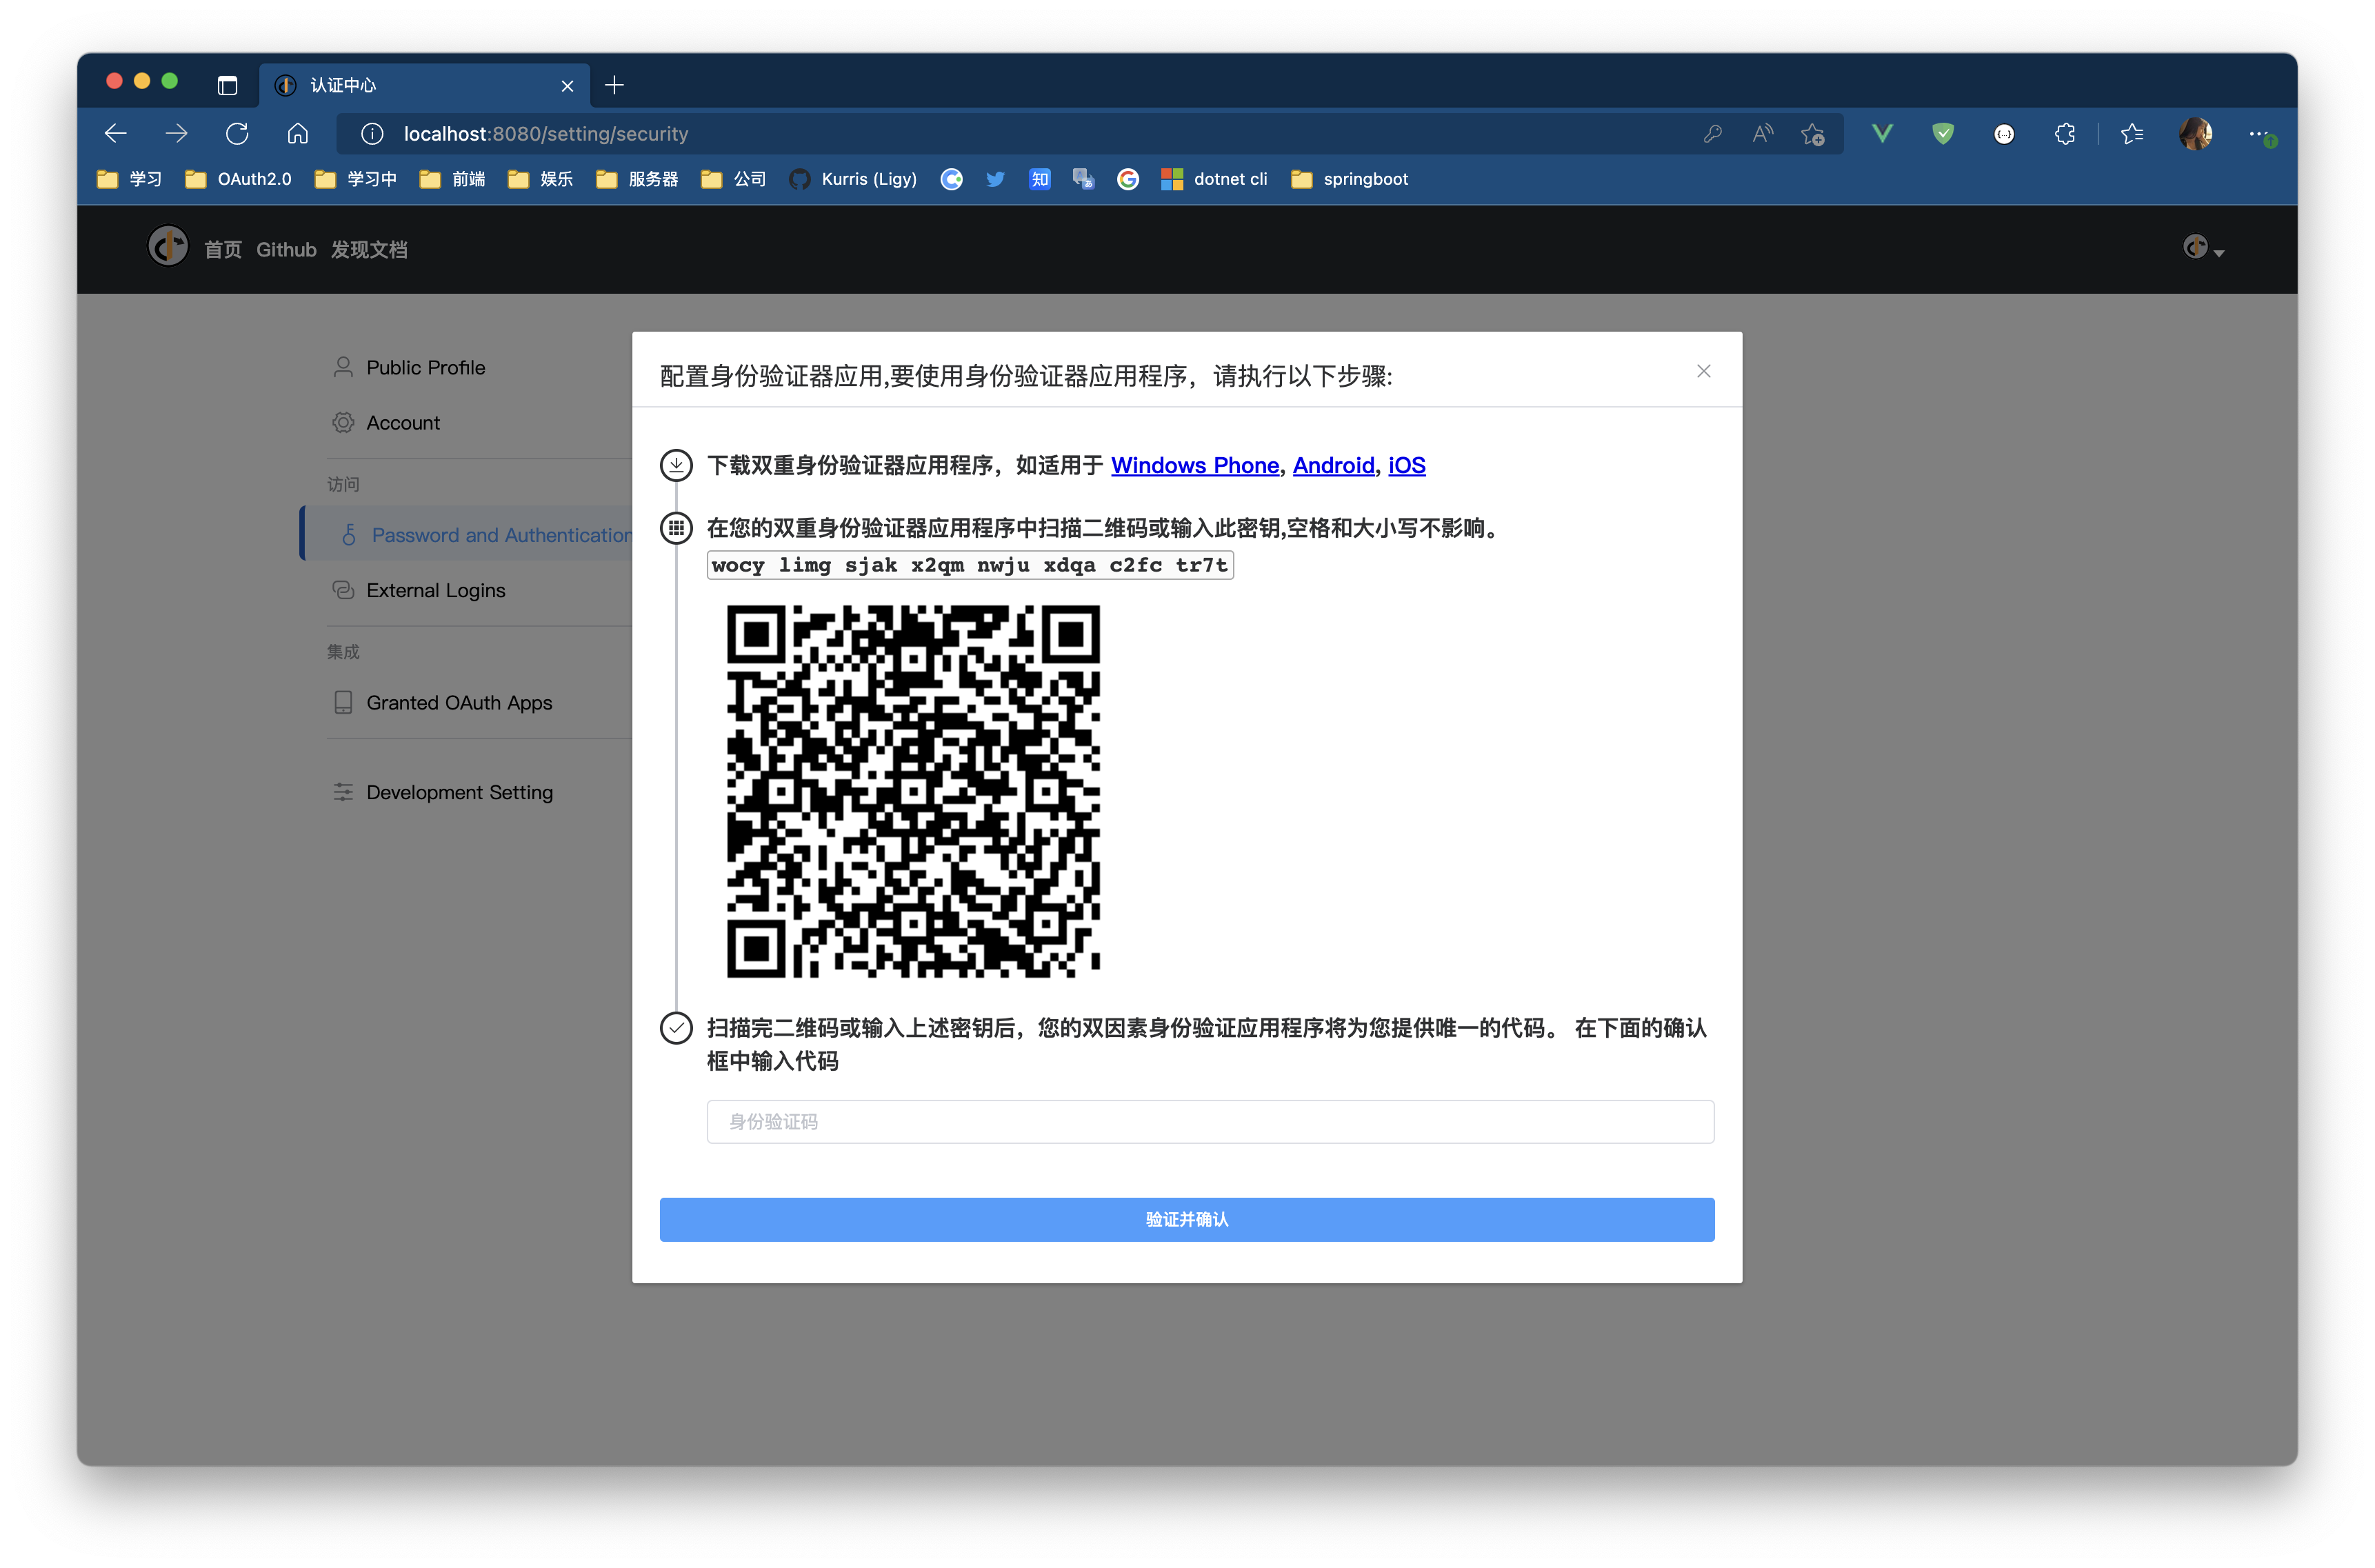 认证中心
localhost:8080/setting/security
学习 OAuth2.0 学习中 前端 娱乐 服务器 公司 Kurris (Ligy) 知 dotnet cli springboot
首页 Github 发现文档
Public Profile
Account
访问
Password and Authentication
External Logins
集成
Granted OAuth Apps
Development Setting
配置身份验证器应用,要使用身份验证器应用程序，请执行以下步骤:
下载双重身份验证器应用程序，如适用于 Windows Phone, Android, iOS
在您的双重身份验证器应用程序中扫描二维码或输入此密钥,空格和大小写不影响。
wocy limg sjak x2qm nwju xdqa c2fc tr7t
扫描完二维码或输入上述密钥后，您的双因素身份验证应用程序将为您提供唯一的代码。 在下面的确认
框中输入代码
身份验证码
验证并确认